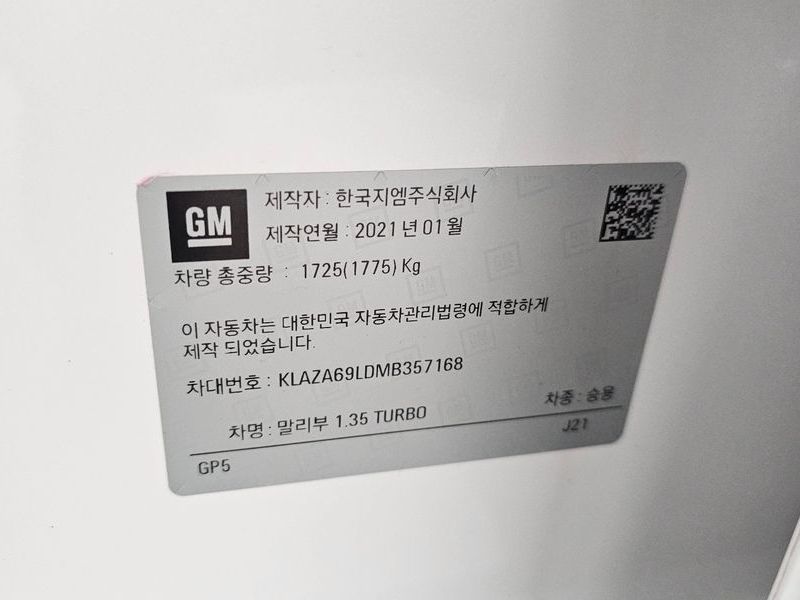 GM
제작자 : 한국지엠주식회사
제작연월 : 2021 년 01 월
차량 총중량 : 1725(1775) Kg
이 자동차는 대한민국 자동차관리법령에 적합하게
제작 되었습니다.
차대번호 : KLAZA69LDMB357168
차종 : 승용
차명 : 말리부 1.35 TURBO
GP5 J21